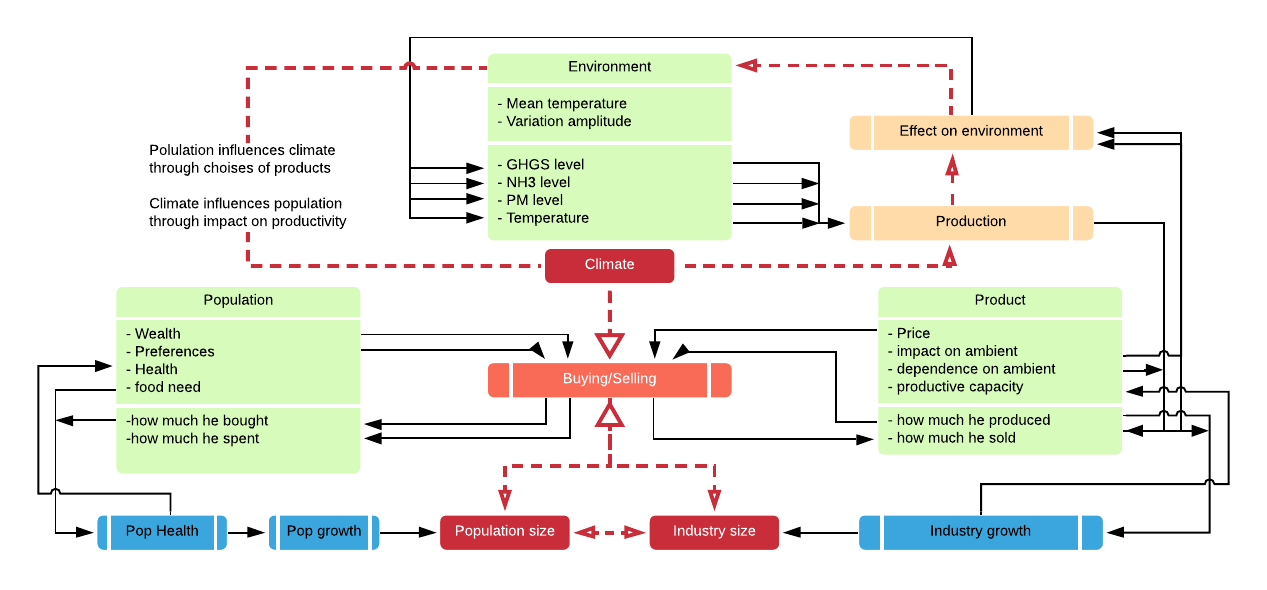 Environment
- Mean temperature
- Variation amplitude
- GHGS level
- NH3 level
- PM level
- Temperature
Effect on environment
Production
Polulation influences climate
through choises of products
Climate influences population
through impact on productivity
Climate
Population
- Wealth
- Preferences
- Health
- food need
-how much he bought
-how much he spent
Buying/Selling
Product
- Price
- impact on ambient
- dependence on ambient
- productive capacity
- how much he produced
- how much he sold
Pop Health
Pop growth
Population size
Industry size
Industry growth